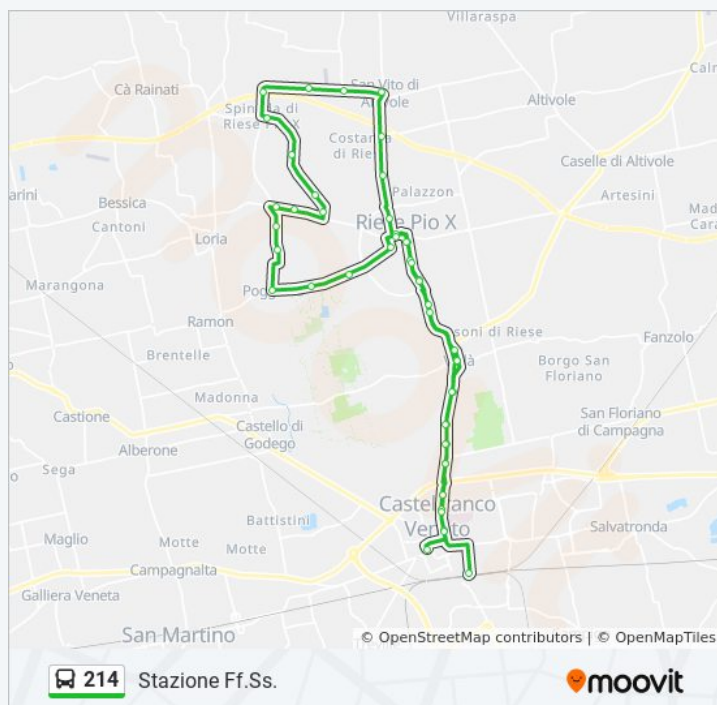 Villaraspa
Cà Rainati
San Vito di
Altivole
Spineda di
Riese Pio X
Costanza
di Riese
Caselle di Altivole
Palazzon
Artesini
arini
Bessica
Cantoni
Riese Pio X
Loria
Marangona
Pogg
Ramon
soni di Riese
Fanzolo
Brentelle
Borgo San
Floriano
Madonna
Castione
Castello di
Godego
San Floriano
di Campagna
Alberone
Sega
Castelfranco
Veneto
Battistini
Salvatronda
Maglio
Motte
Motte
Campagnalta
Galliera Veneta
San Martino
© OpenStreetMap contributors | © OpenMapTiles
214
Stazione Ff.Ss.
moovit